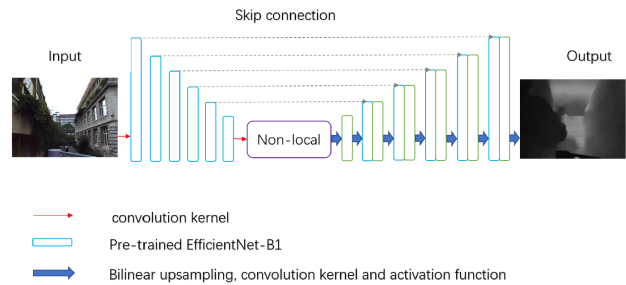 Skip connection
Input
Output
Non-local
convolution kernel
Pre-trained EfficientNet-B1
Bilinear upsampling, convolution kernel and activation function